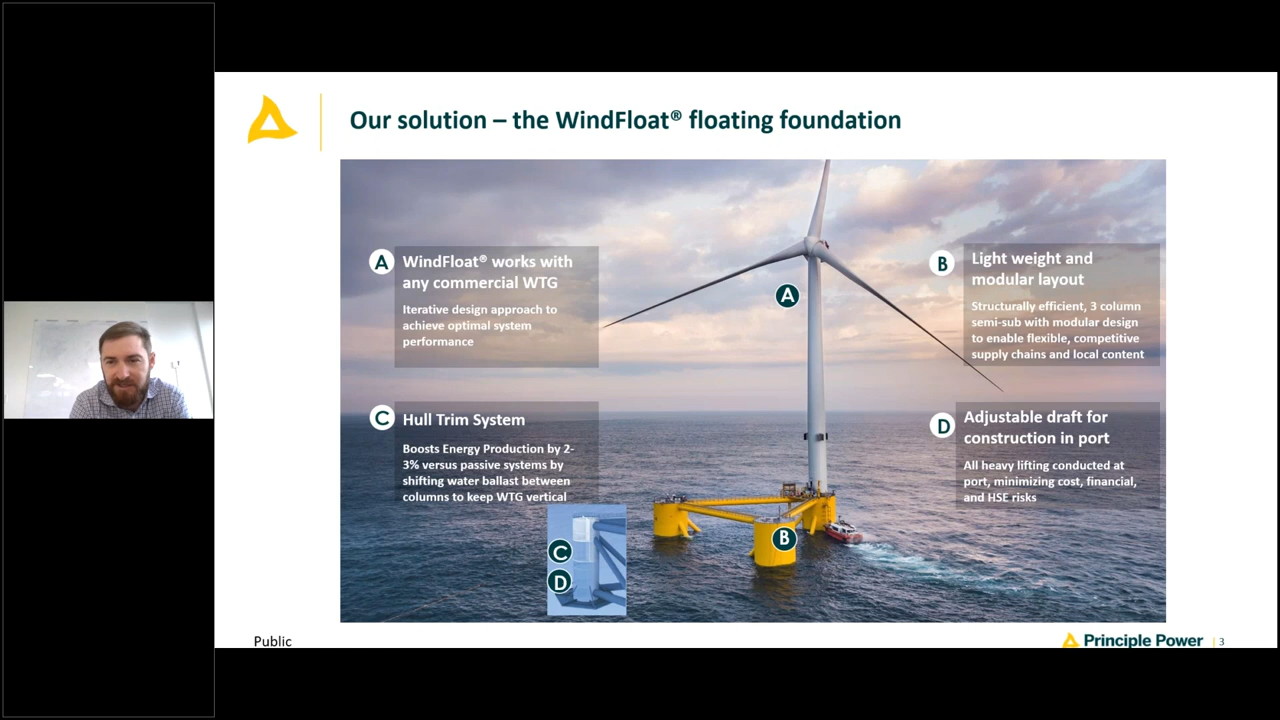 Our solution – the WindFloat® floating foundation
A
WindFloat® works with
any commercial WTG
Iterative design approach to
achieve optimal system
performance
B
Light weight and
modular layout
Structurally efficient, 3 column
semi-sub with modular design
to enable flexible, competitive
supply chains and local content
A
C
Hull Trim System
Boosts Energy Production by 2-
3% versus passive systems by
shifting water ballast between
columns to keep WTG vertical
D
Adjustable draft for
construction in port
All heavy lifting conducted at
port, minimizing cost, financial,
and HSE risks
B
C
D
Public
Principle Power | 3